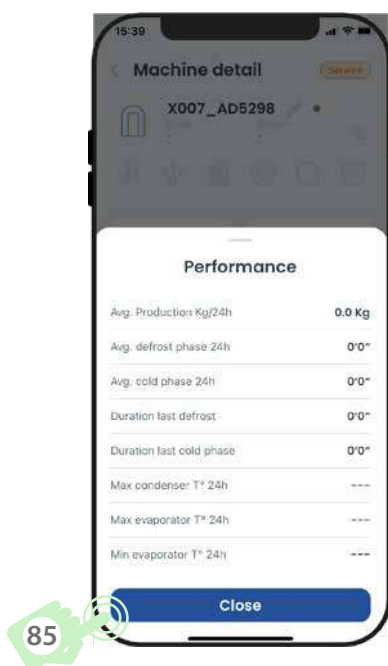 15:39
Machine detail
Service
X007_AD5298
Performance
Avg. Production Kg/24h 0.0 Kg
Avg. defrost phase 24h 0'0"
Avg. cold phase 24h 0'0"
Duration last defrost 0'0"
Duration last cold phase 0'0"
Max condenser T° 24h ---
Max evaporator T° 24h ---
Min evaporator T° 24h ---
Close
85